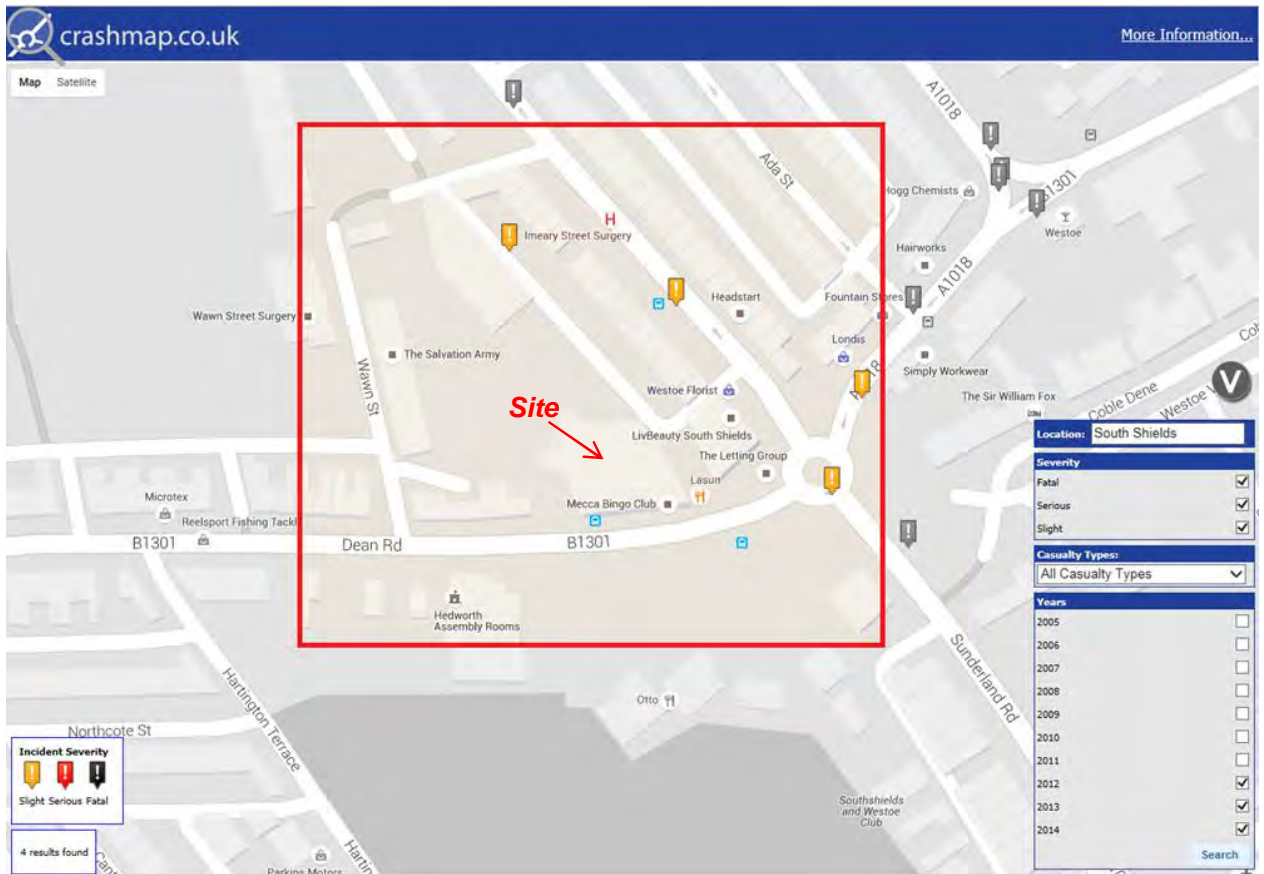 crashmap.co.uk
More Information...
Map Satellite
A1018
B1301
Ada St
Hogg Chemists
Westoe
H
Imeary Street Surgery
Hairworks
A1018
Headstart
Fountain Stores
Wawn Street Surgery
Londis
The Salvation Army
A1018
Simply Workwear
Wawn St
Westoe Florist
The Sir William Fox
Coble Dene
Westoe V
V
Site
LivBeauty South Shields
The Letting Group
Lasun
Mecca Bingo Club
Microtex
Reelsport Fishing Tackl
B1301
Dean Rd
B1301
Hedworth
Assembly Rooms
Sunderland Rd
Hartington Terrace
Otto
Northcote St
Southshields
and Westoe
Club
Parkins Motors
Location: South Shields
Severity
Fatal
Serious
Slight
Casualty Types:
All Casualty Types
Years
2005
2006
2007
2008
2009
2010
2011
2012
2013
2014
Search
Incident Severity
Slight Serious Fatal
4 results found